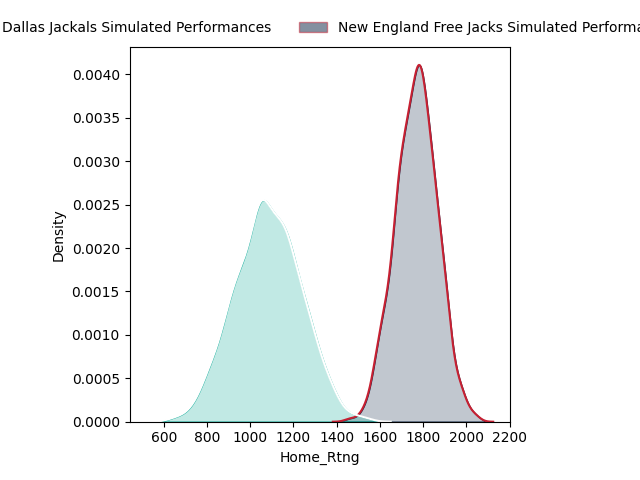 Dallas Jackals Simulated Performances New England Free Jacks Simulated Performa
0.0040
0.0035
0.0030
0.0025
0.0020
0.0015
0.0010
0.0005
0.0000
Density
600 800 1000 1200 1400 1600 1800 2000 2200
Home_Rtng